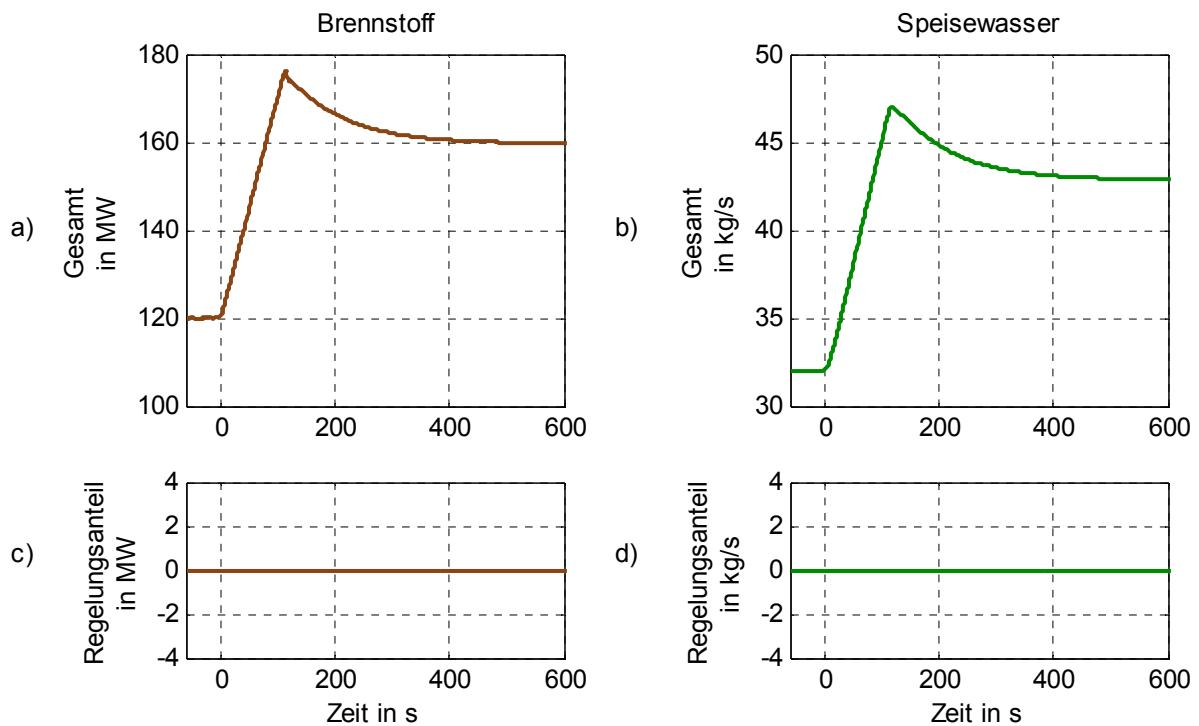 Brennstoff
Speisewasser
a)
Gesamt
in MW
180
160
140
120
100
0 200 400 600
b)
Gesamt
in kg/s
50
45
40
35
30
0 200 400 600
c)
Regelungsanteil
in MW
4
2
0
-2
-4
0 200 400 600
Zeit in s
d)
Regelungsanteil
in kg/s
4
2
0
-2
-4
0 200 400 600
Zeit in s